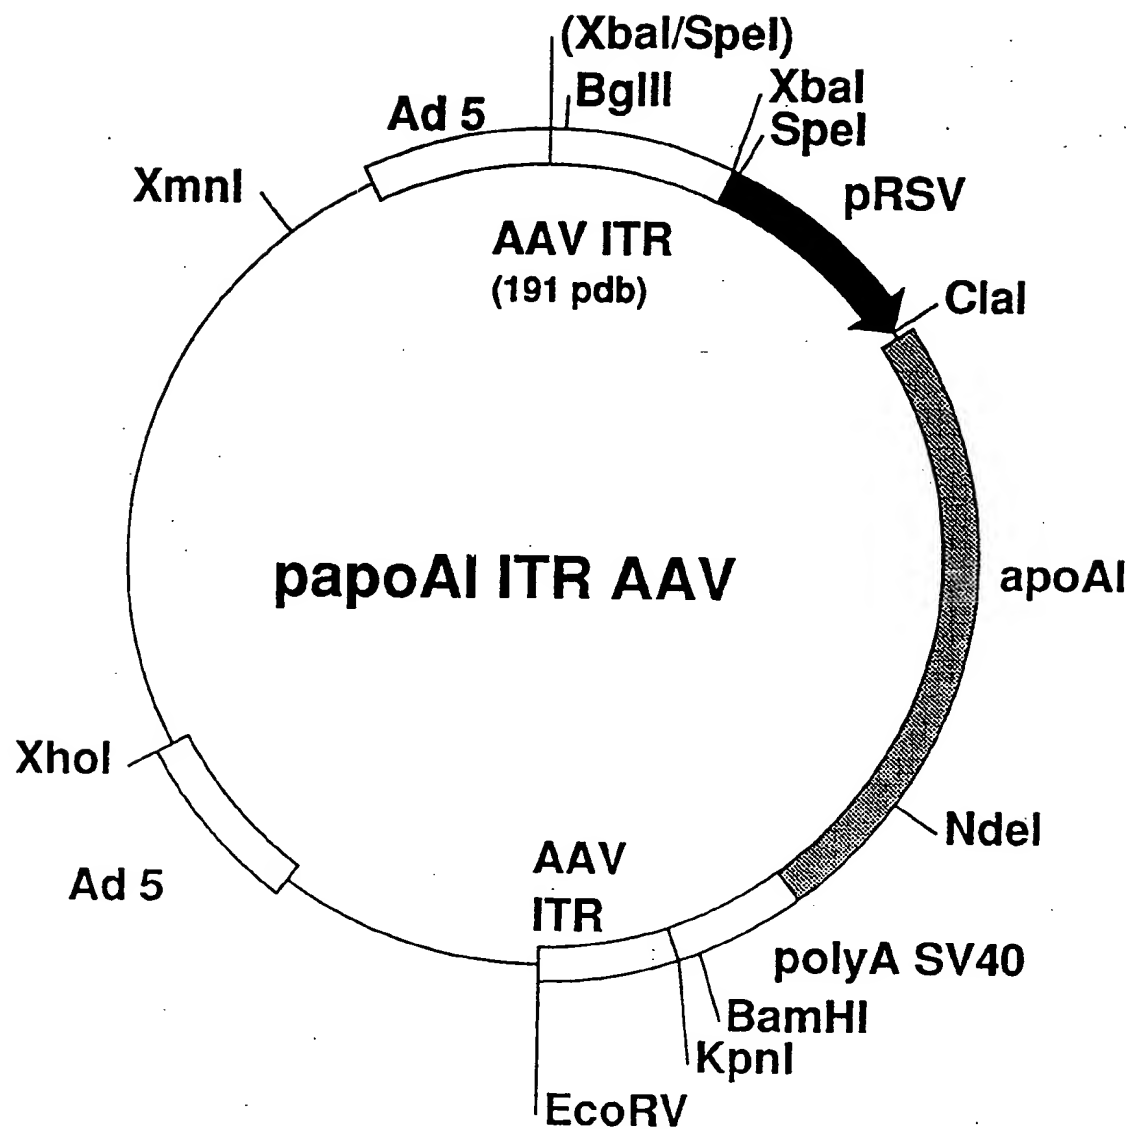 (XbaI/SpeI)
BglII
XbaI
SpeI
Ad 5
XmnI
pRSV
AAV ITR
(191 pdb)
ClaI
papoAI ITR AAV
apoAI
XhoI
NdeI
AAV
ITR
Ad 5
polyA SV40
BamHI
KpnI
EcoRV